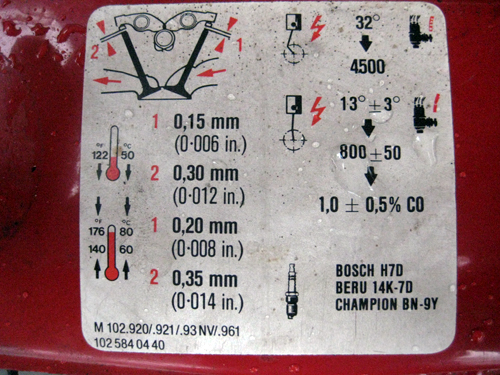 2
1
32°
4500
13° ± 3°
800 ± 50
1,0 ± 0,5% CO
1 0,15 mm
(0·006 in.)
°F °C
122 50
2 0,30 mm
(0·012 in.)
°F °C
176 80
140 60
1 0,20 mm
(0·008 in.)
2 0,35 mm
(0·014 in.)
BOSCH H7D
BERU 14K-7D
CHAMPION BN-9Y
M 102.920/.921/.93 NV/.961
102 584 04 40